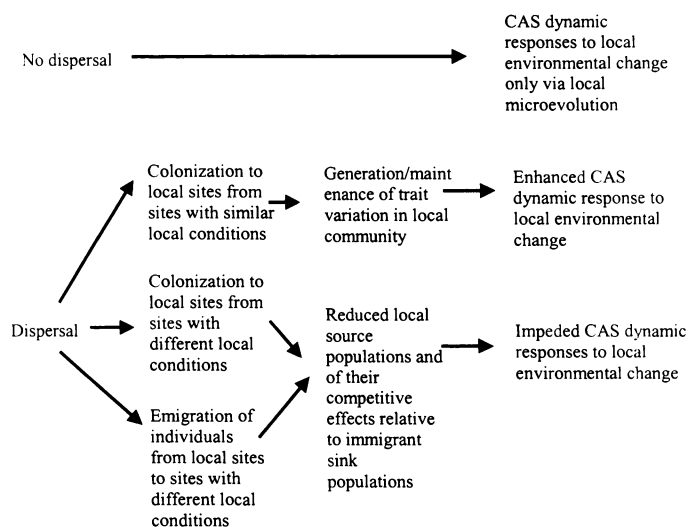 No dispersal
CAS dynamic
responses to local
environmental change
only via local
microevolution
Colonization to
local sites from
sites with similar
local conditions
Generation/maint
enance of trait
variation in local
community
Enhanced CAS
dynamic response to
local environmental
change
Dispersal
Colonization to
local sites from
sites with
different local
conditions
Emigration of
individuals
from local sites
to sites with
different local
conditions
Reduced local
source
populations and
of their
competitive
effects relative
to immigrant
sink
populations
Impeded CAS dynamic
responses to local
environmental change